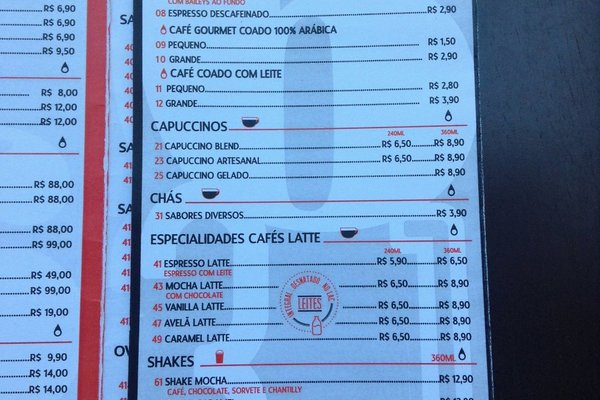 COM BAILEYS AO FUNDO
08 ESPRESSO DESCAFEINADO R$ 2,90
CAFÉ GOURMET COADO 100% ARÁBICA
09 PEQUENO R$ 1,50
10 GRANDE R$ 2,90
CAFÉ COADO COM LEITE
11 PEQUENO R$ 2,80
12 GRANDE R$ 3,90
CAPUCCINOS
240ML 360ML
21 CAPUCCINO BLEND R$ 6,50 R$ 8,90
23 CAPUCCINO ARTESANAL R$ 6,50 R$ 8,90
25 CAPUCCINO GELADO R$ 8,90
CHÁS
31 SABORES DIVERSOS R$ 3,90
ESPECIALIDADES CAFÉS LATTE
240ML 360ML
41 ESPRESSO LATTE R$ 5,90 R$ 6,50
ESPRESSO COM LEITE
43 MOCHA LATTE R$ 6,50 R$ 8,90
COM CHOCOLATE
45 VANILLA LATTE R$ 6,50 R$ 8,90
47 AVELÃ LATTE R$ 6,50 R$ 8,90
49 CARAMEL LATTE R$ 6,50 R$ 8,90
INTEGRAL DESNATADO
LEITES
SHAKES 360ML
61 SHAKE MOCHA R$ 12,90
CAFÉ, CHOCOLATE, SORVETE E CHANTILLY
R$ 6,90
R$ 6,90
R$ 9,50
R$ 8,00
R$ 12,00
R$ 12,00
R$ 88,00
R$ 88,00
R$ 88,00
R$ 99,00
R$ 49,00
R$ 99,00
R$ 19,00
R$ 9,90
R$ 14,00
R$ 14,00